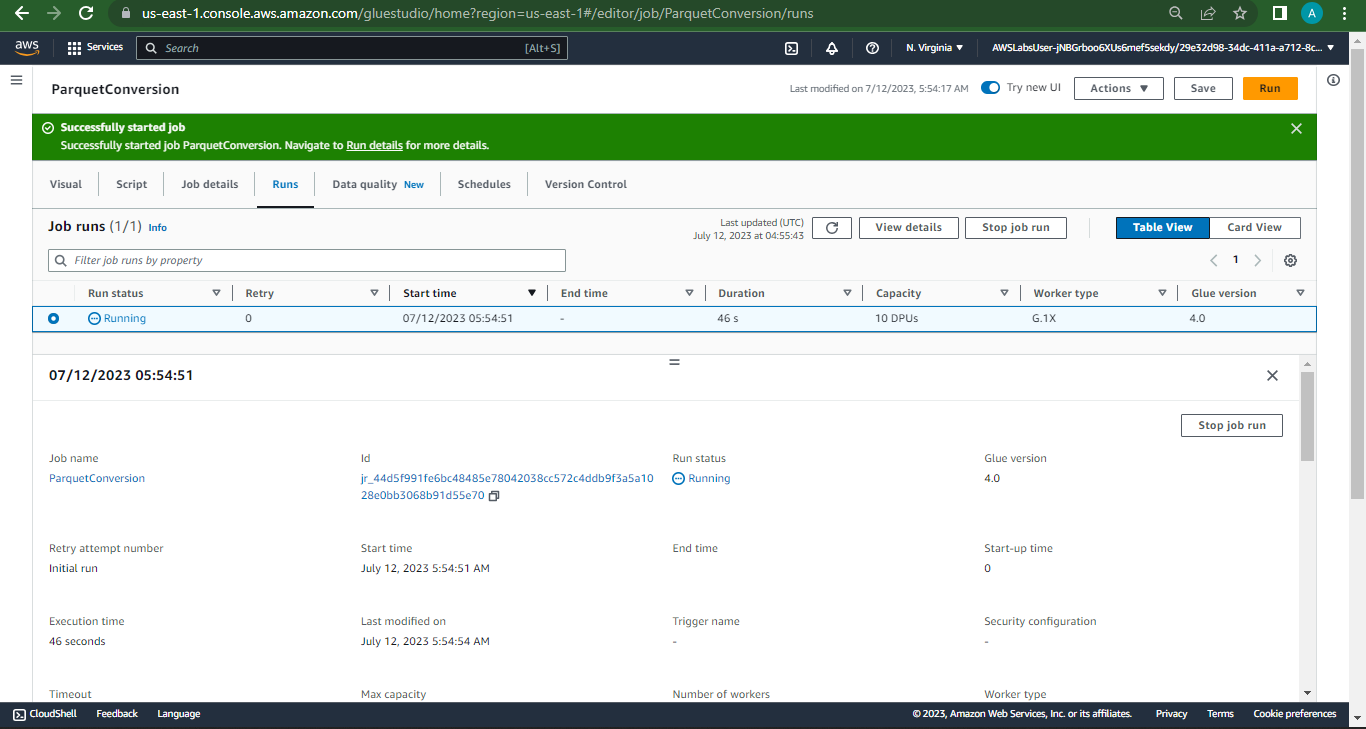 us-east-1.console.aws.amazon.com/gluestudio/home?region=us-east-1#/editor/job/ParquetConversion/runs
A
aws
Services
Search
[Alt+S]
N. Virginia
AWSLabsUser-jNBGrboo6XUs6mef5sekdy/29e32d98-34dc-411a-a712-8c...
ParquetConversion
Last modified on 7/12/2023, 5:54:17 AM
Try new UI
Actions
Save
Run
Successfully started job
Successfully started job ParquetConversion. Navigate to Run details for more details.
Visual
Script
Job details
Runs
Data quality New
Schedules
Version Control
Job runs (1/1) Info
Last updated (UTC)
July 12, 2023 at 04:55:43
View details
Stop job run
Table View
Card View
Filter job runs by property
1
Run status Retry Start time End time Duration Capacity Worker type Glue version
Running 0 07/12/2023 05:54:51 - 46 s 10 DPUs G.1X 4.0
07/12/2023 05:54:51
Stop job run
Job name
ParquetConversion
Id
jr_44d5f991fe6bc48485e78042038cc572c4ddb9f3a5a10
28e0bb3068b91d55e70
Run status
Running
Glue version
4.0
Retry attempt number
Initial run
Start time
July 12, 2023 5:54:51 AM
End time
Start-up time
0
Execution time
46 seconds
Last modified on
July 12, 2023 5:54:54 AM
Trigger name
-
Security configuration
-
Timeout
Max capacity
Number of workers
Worker type
CloudShell
Feedback
Language
© 2023, Amazon Web Services, Inc. or its affiliates.
Privacy
Terms
Cookie preferences